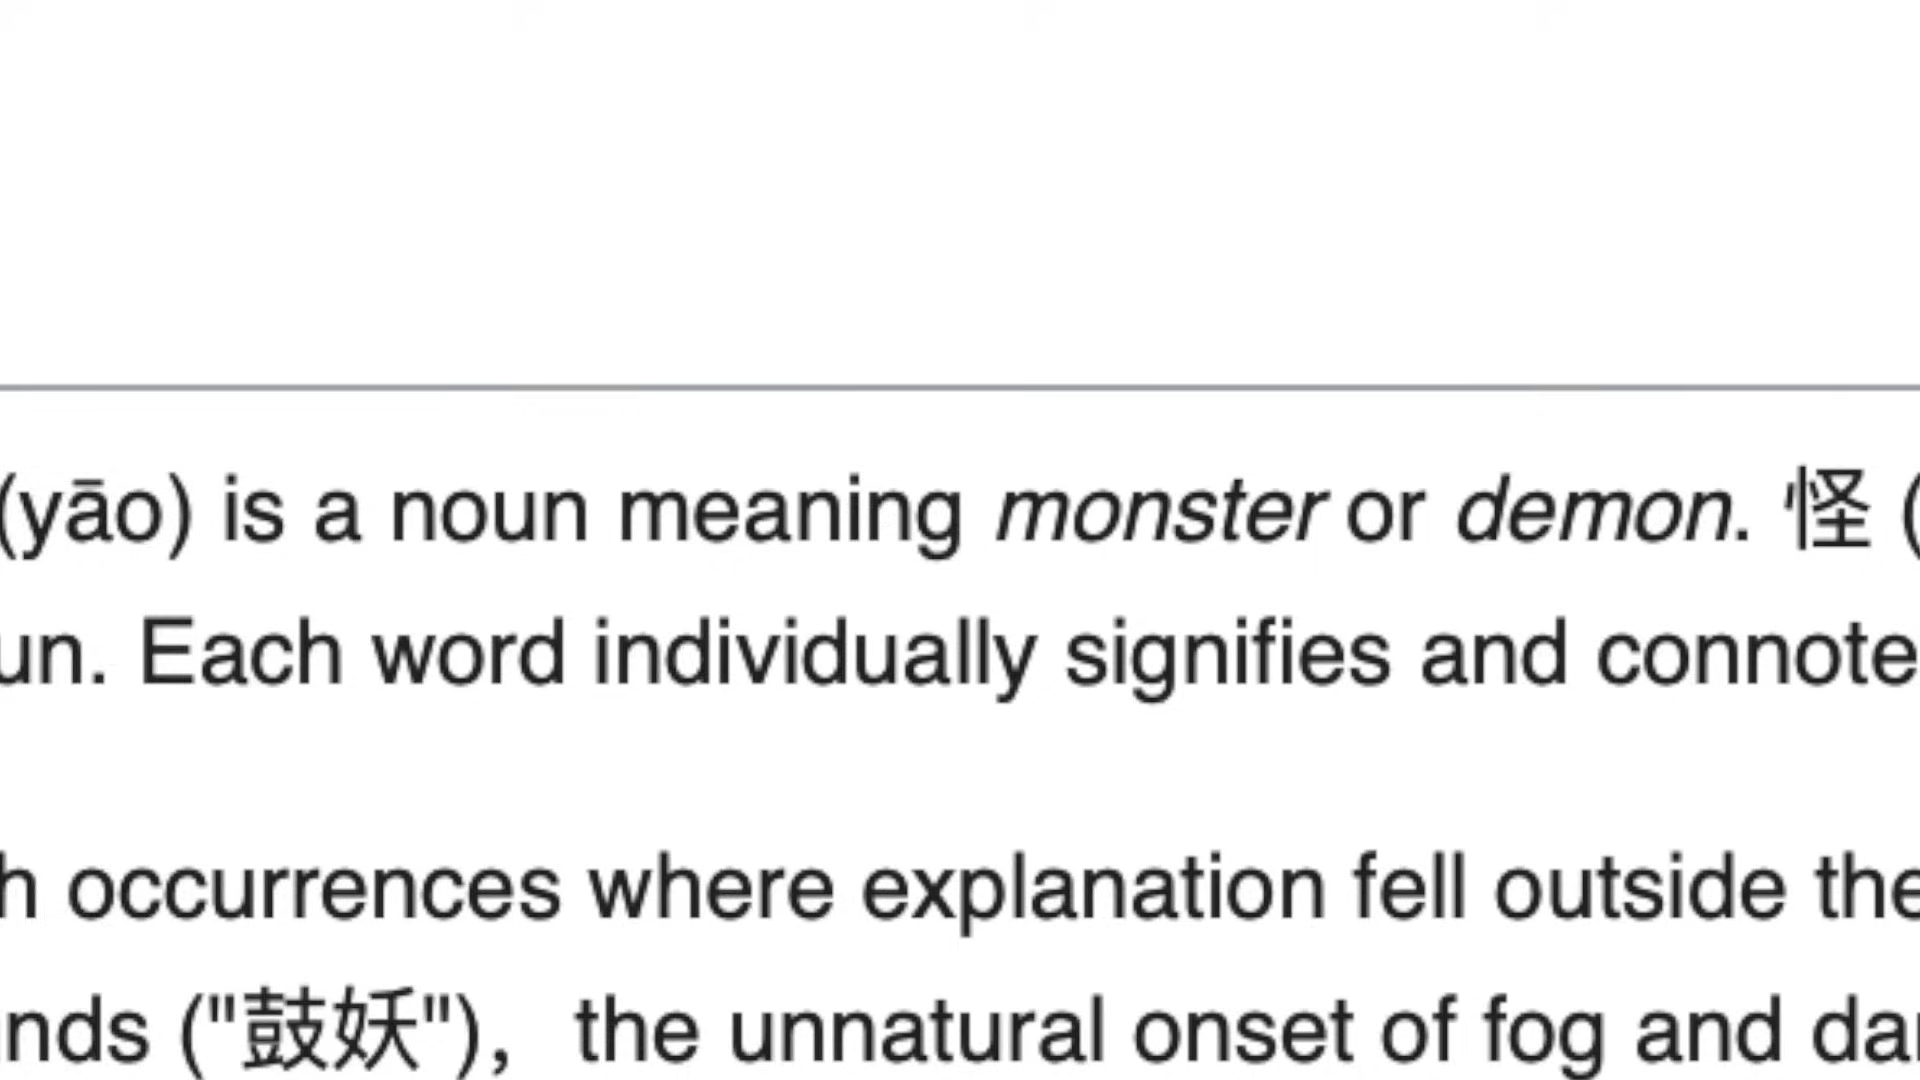 (yāo) is a noun meaning monster or demon. 怪 (
un. Each word individually signifies and connote
h occurrences where explanation fell outside the
nds ("鼓妖"), the unnatural onset of fog and dar